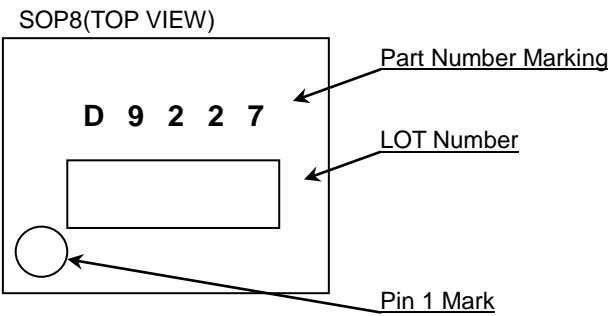 SOP8(TOP VIEW)
Part Number Marking
D 9 2 2 7
LOT Number
Pin 1 Mark